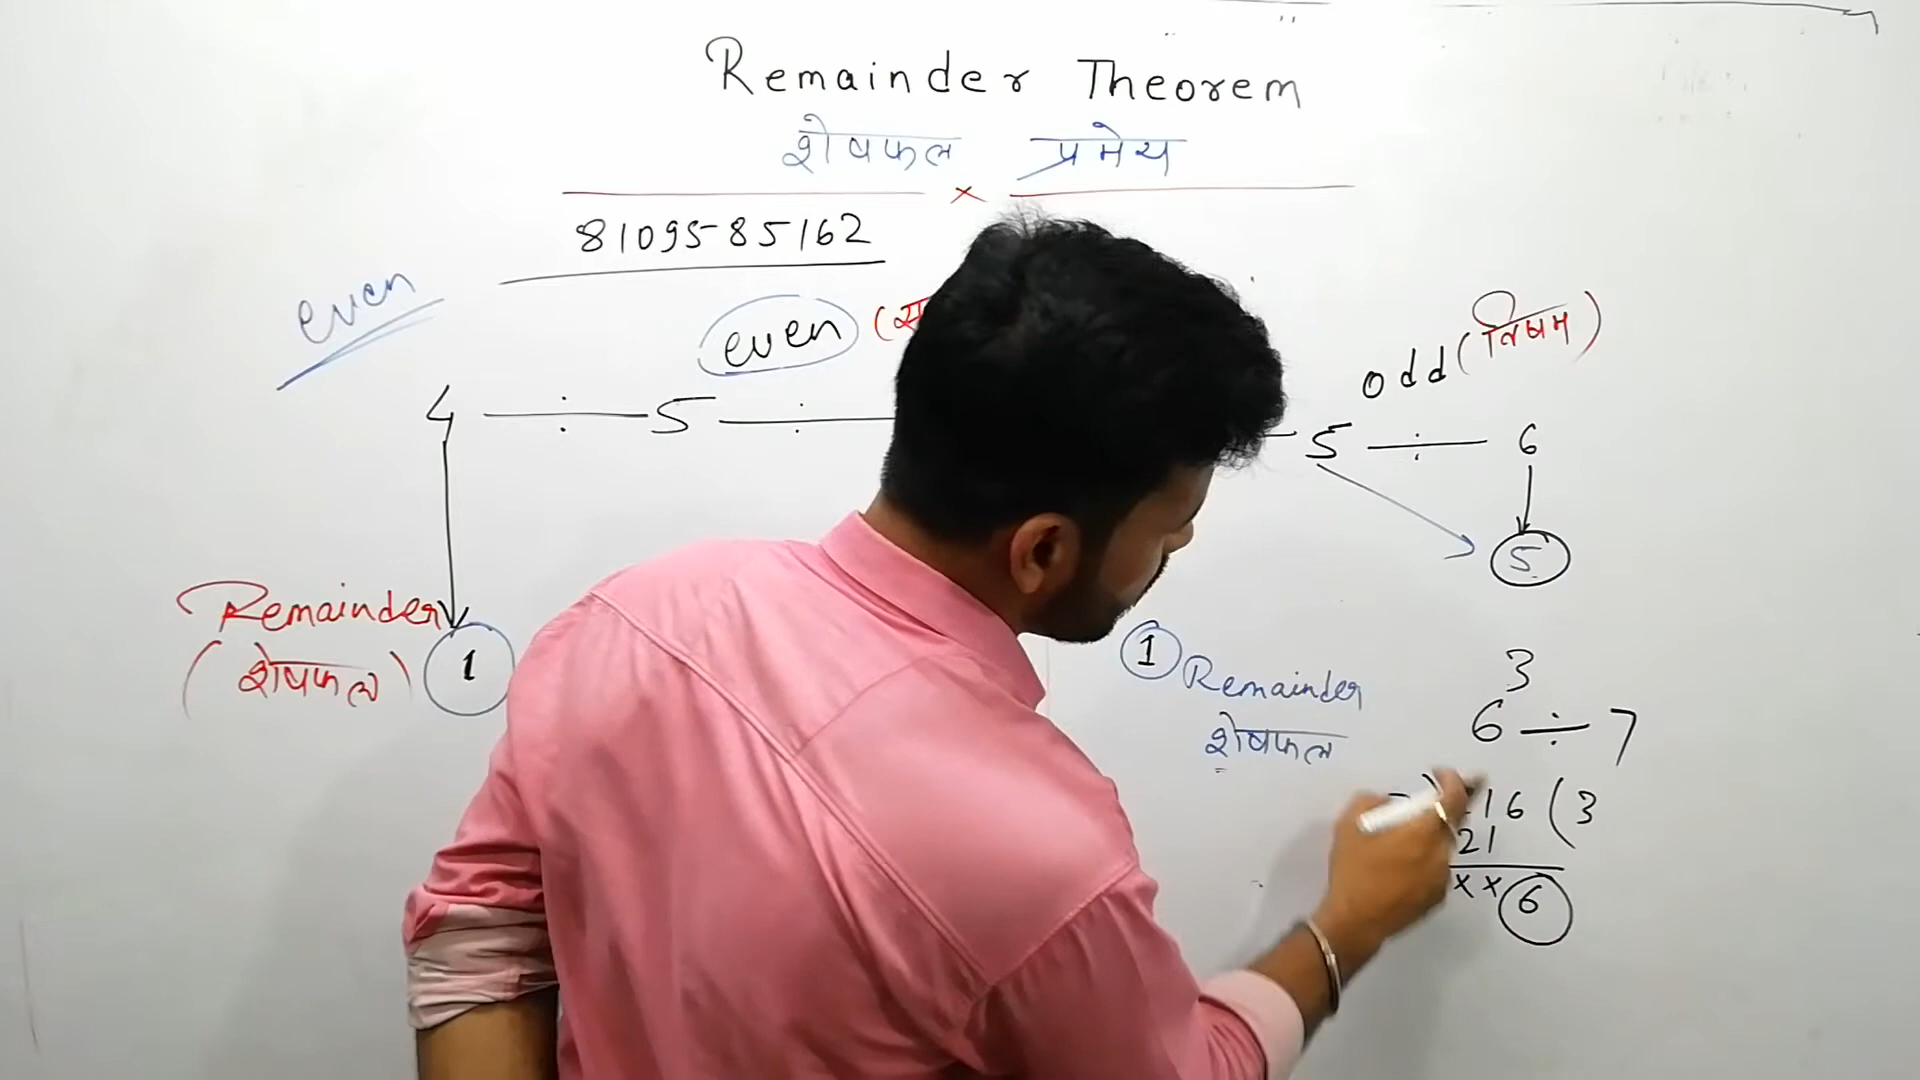 Remainder Theorem
शेषफल प्रमेय
×
81095-85162
even
even (स
odd (विषम)
4 ÷ 5 ÷
5 ÷ 6
5
Remainder
(शेषफल) 1
1 Remainder
शेषफल
3
6 ÷ 7
) 216 (3
21
× × 6